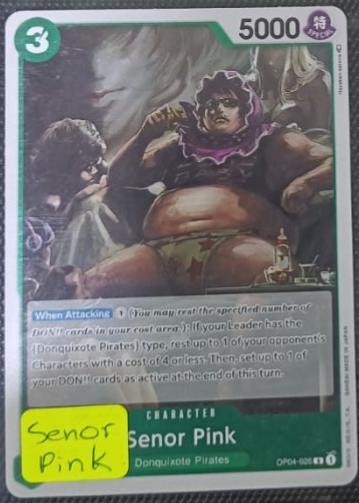 3
5000
特
SPECIAL
When Attacking ① (You may rest the specified number of
DON!! cards in your cost area.): If your Leader has the
{Donquixote Pirates} type, rest up to 1 of your opponent's
Characters with a cost of 4 or less. Then, set up to 1 of
your DON!! cards as active at the end of this turn.
CHARACTER
Senor Pink
Donquixote Pirates
OP04-026 R 1
Senor
Pink